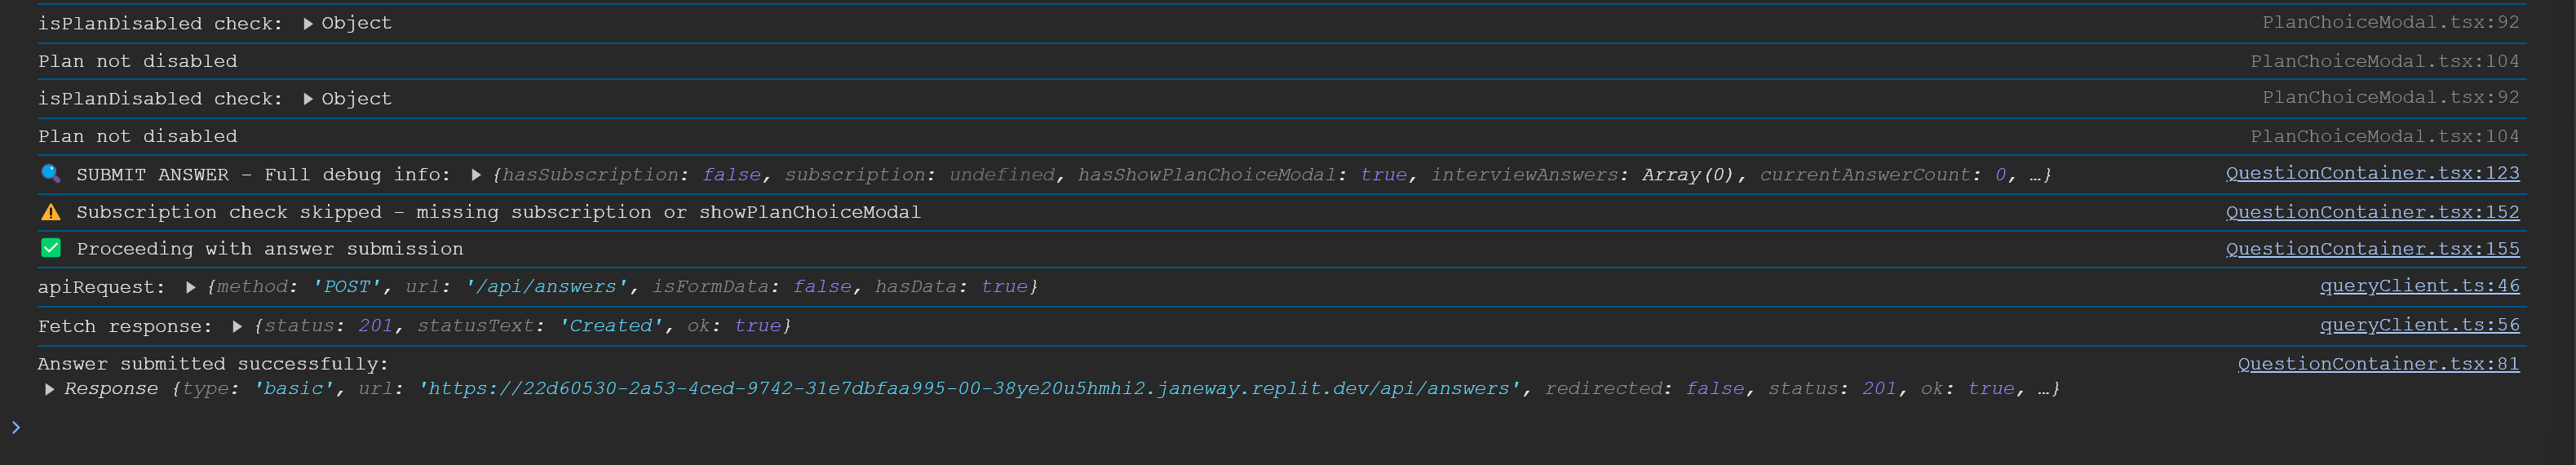 isPlanDisabled check: ▶ Object PlanChoiceModal.tsx:92
Plan not disabled PlanChoiceModal.tsx:104
isPlanDisabled check: ▶ Object PlanChoiceModal.tsx:92
Plan not disabled PlanChoiceModal.tsx:104
🔍 SUBMIT ANSWER - Full debug info: ▶ {hasSubscription: false, subscription: undefined, hasShowPlanChoiceModal: true, interviewAnswers: Array(0), currentAnswerCount: 0, …} QuestionContainer.tsx:123
⚠️ Subscription check skipped - missing subscription or showPlanChoiceModal QuestionContainer.tsx:152
✅ Proceeding with answer submission QuestionContainer.tsx:155
apiRequest: ▶ {method: 'POST', url: '/api/answers', isFormData: false, hasData: true} queryClient.ts:46
Fetch response: ▶ {status: 201, statusText: 'Created', ok: true} queryClient.ts:56
Answer submitted successfully: QuestionContainer.tsx:81
▶ Response {type: 'basic', url: 'https://22d60530-2a53-4ced-9742-31e7dbfaa995-00-38ye20u5hmhi2.janeway.replit.dev/api/answers', redirected: false, status: 201, ok: true, …}